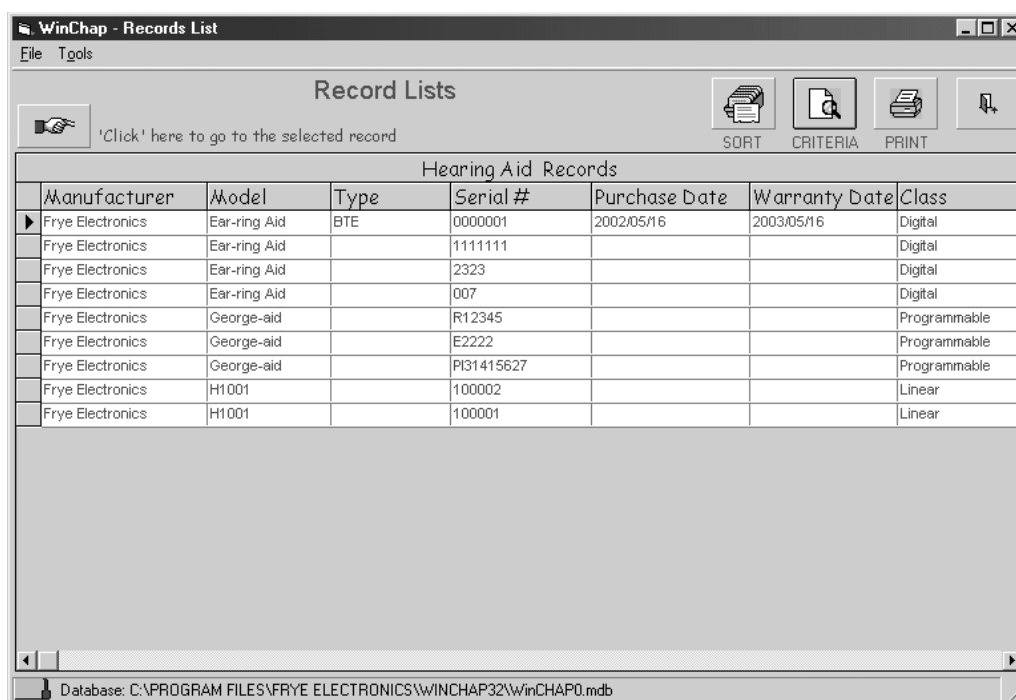 WinChap - Records List
File Tools
Record Lists
'Click' here to go to the selected record
SORT CRITERIA PRINT
Hearing Aid Records
Manufacturer Model Type Serial # Purchase Date Warranty Date Class
Frye Electronics Ear-ring Aid BTE 0000001 2002/05/16 2003/05/16 Digital
Frye Electronics Ear-ring Aid 1111111 Digital
Frye Electronics Ear-ring Aid 2323 Digital
Frye Electronics Ear-ring Aid 007 Digital
Frye Electronics George-aid R12345 Programmable
Frye Electronics George-aid E2222 Programmable
Frye Electronics George-aid PI31415627 Programmable
Frye Electronics H1001 100002 Linear
Frye Electronics H1001 100001 Linear
Database: C:\PROGRAM FILES\FRYE ELECTRONICS\WINCHAP32\WinCHAP0.mdb